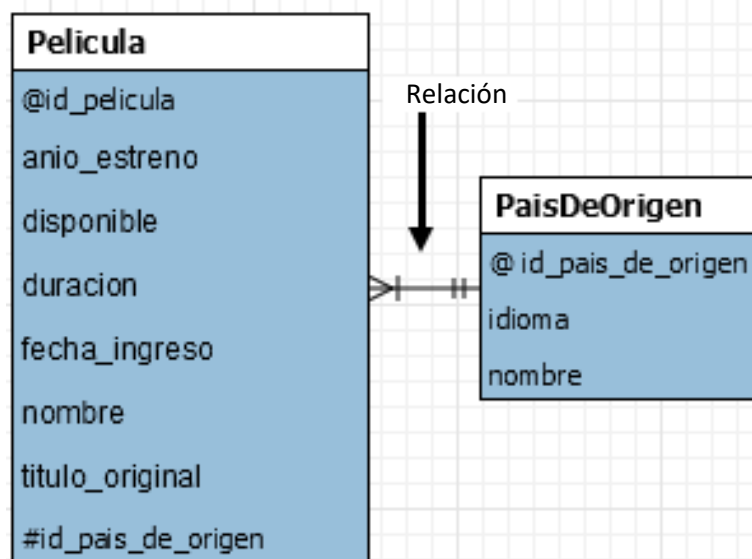 Pelicula
@id_pelicula
anio_estreno
disponible
duracion
fecha_ingreso
nombre
titulo_original
#id_pais_de_origen
Relación
PaisDeOrigen
@ id_pais_de_origen
idioma
nombre